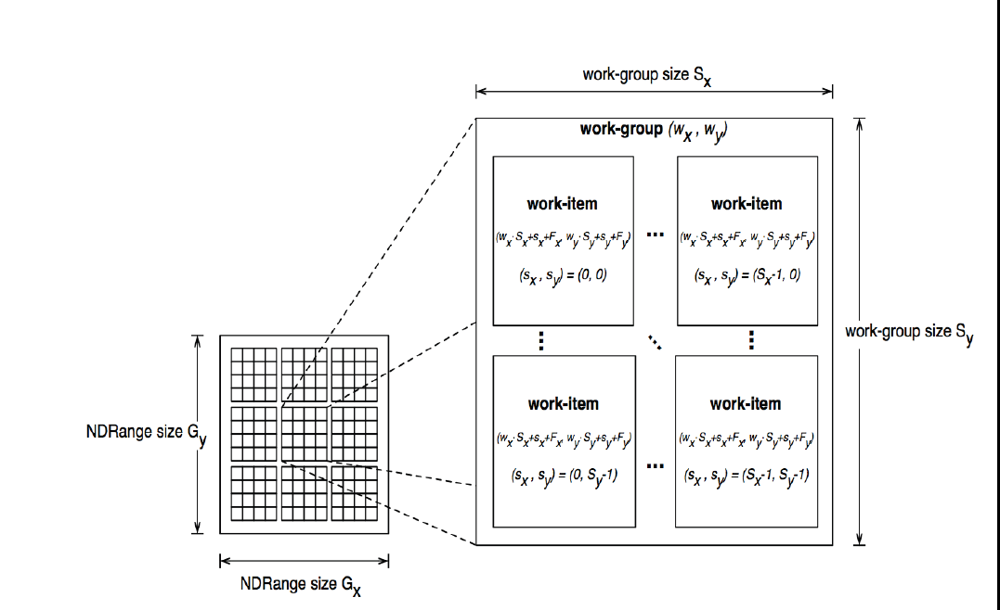 work-group size Sx
work-group (wx , wy)
work-item
(wx·Sx+sx+Fx, wy·Sy+sy+Fy)
(sx , sy) = (0, 0)
...
work-item
(wx·Sx+sx+Fx, wy·Sy+sy+Fy)
(sx , sy) = (Sx-1, 0)
work-group size Sy
work-item
(wx·Sx+sx+Fx, wy·Sy+sy+Fy)
(sx , sy) = (0, Sy-1)
...
work-item
(wx·Sx+sx+Fx, wy·Sy+sy+Fy)
(sx , sy) = (Sx-1, Sy-1)
NDRange size Gy
NDRange size Gx